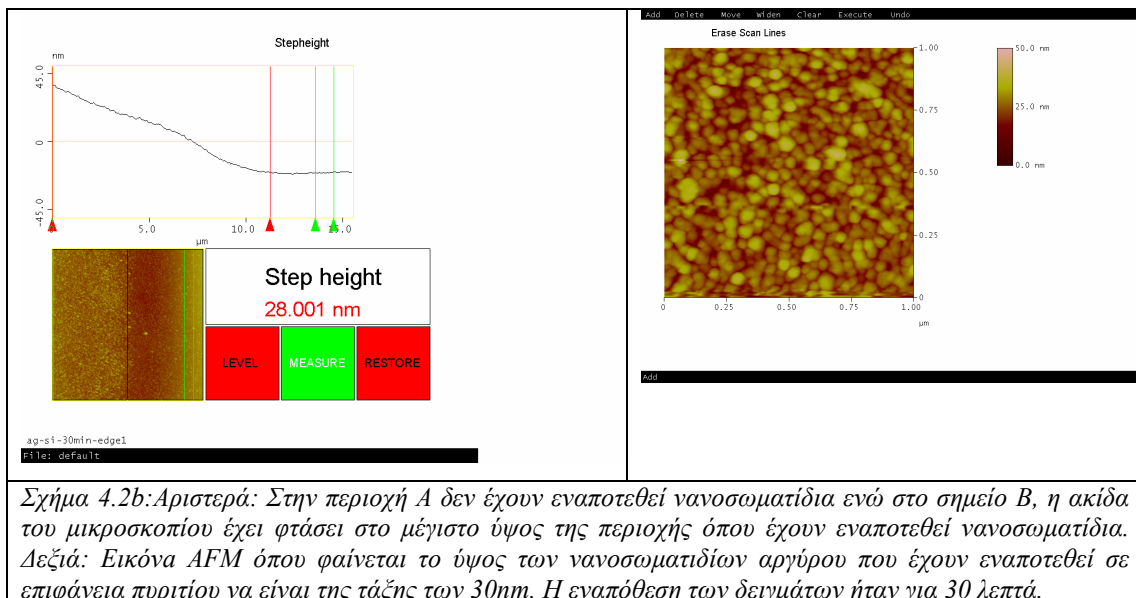 Stepheight
nm
45.0
0
-45.0
5.0
10.0
15.0
µm
Step height
28.001 nm
LEVEL
MEASURE
RESTORE
ag-si-30min-edge1
File: default
Add Delete Move Widen Clear Execute Undo
Erase Scan Lines
1.00
0.75
0.50
0.25
0
0
0.25
0.50
0.75
1.00
µm
50.0 nm
25.0 nm
0.0 nm
Add
Σχήμα 4.2b:Αριστερά: Στην περιοχή Α δεν έχουν εναποτεθεί νανοσωματίδια ενώ στο σημείο Β, η ακίδα
του μικροσκοπίου έχει φτάσει στο μέγιστο ύψος της περιοχής όπου έχουν εναποτεθεί νανοσωματίδια.
Δεξιά: Εικόνα AFM όπου φαίνεται το ύψος των νανοσωματιδίων αργύρου που έχουν εναποτεθεί σε
επιφάνεια πυριτίου να είναι της τάξης των 30nm. Η εναπόθεση των δειγμάτων ήταν για 30 λεπτά.